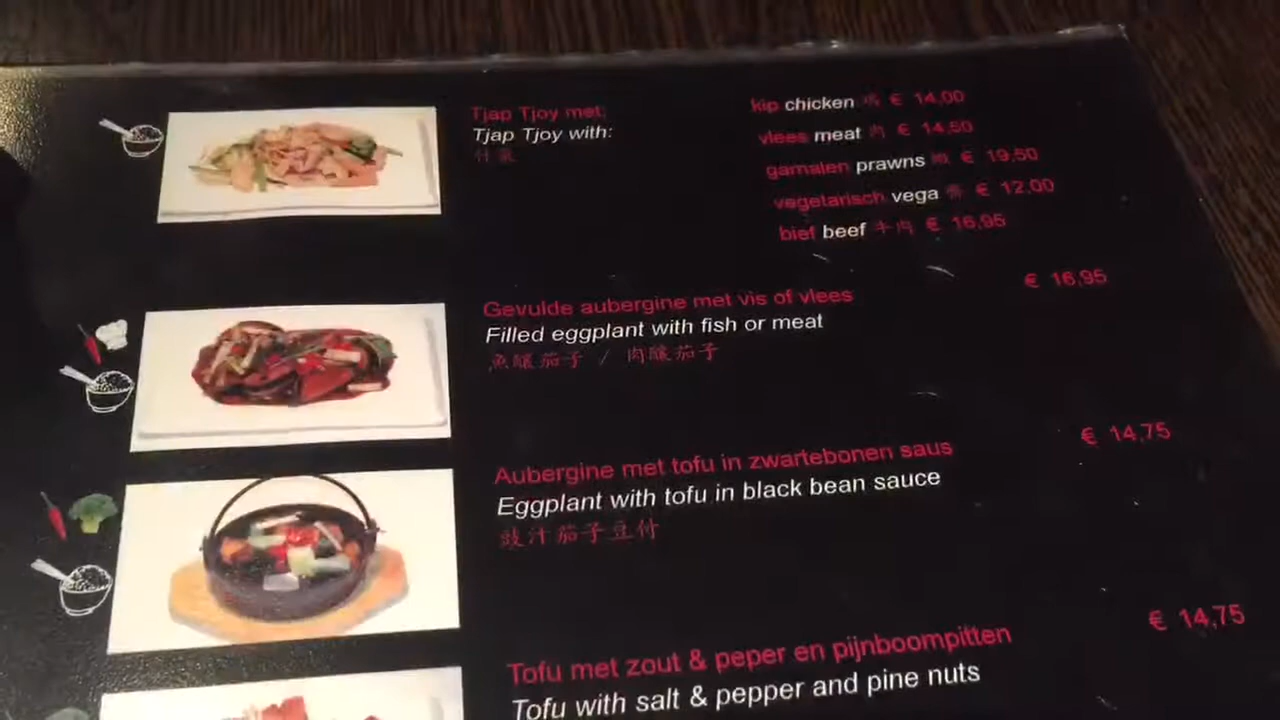 Tjap Tjoy met:
Tjap Tjoy with:
kip chicken 鸡 € 14,00
vlees meat 肉 € 14,50
garnalen prawns € 19,50
vegetarisch vega € 12,00
bief beef 牛肉 € 16,95
Gevulde aubergine met vis of vlees € 16,95
Filled eggplant with fish or meat
魚釀茄子 / 肉釀茄子
Aubergine met tofu in zwartebonen saus € 14,75
Eggplant with tofu in black bean sauce
豉汁茄子豆付
Tofu met zout & peper en pijnboompitten € 14,75
Tofu with salt & pepper and pine nuts